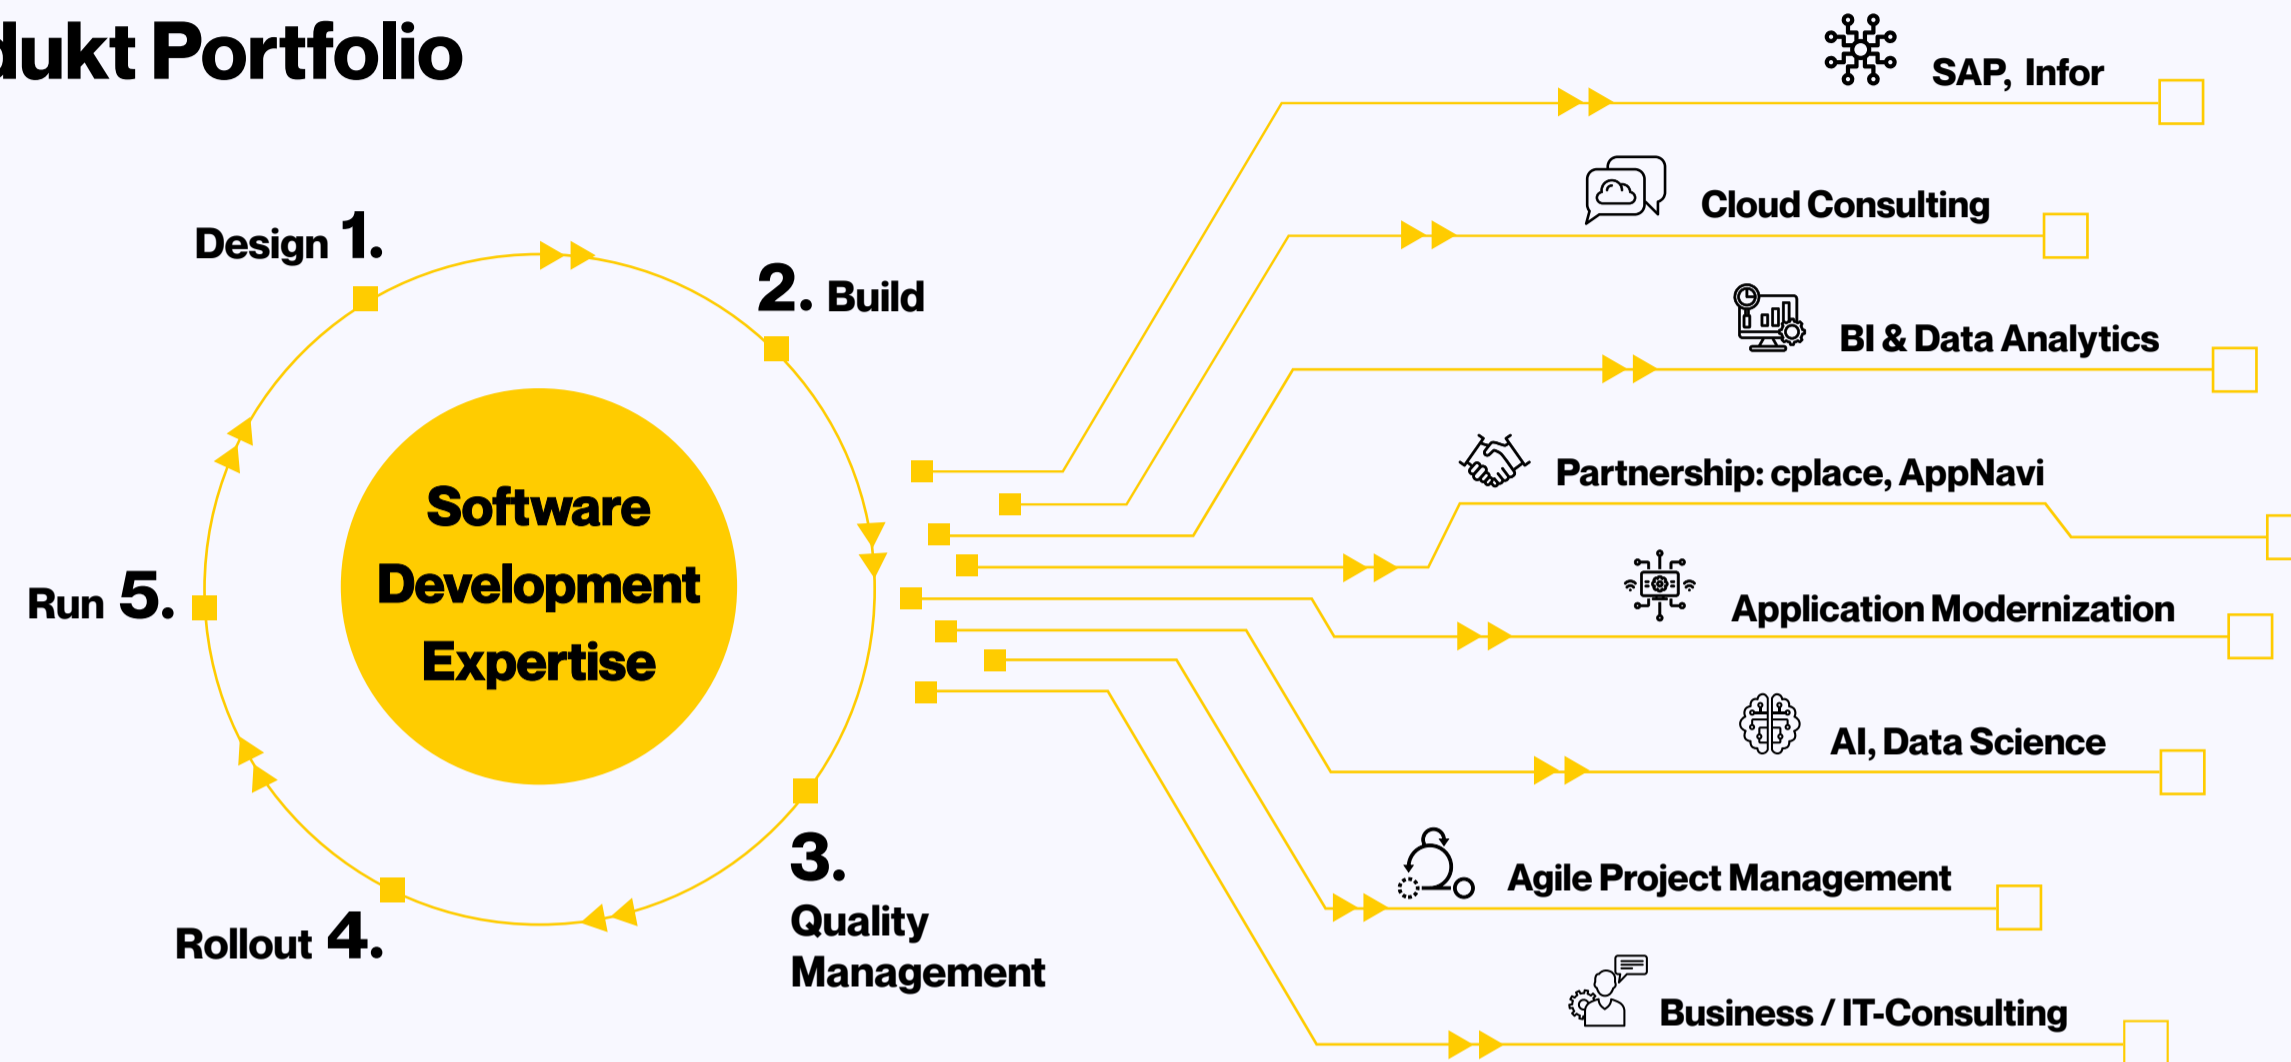 dukt Portfolio
Design 1.
2. Build
3.
Quality
Management
Rollout 4.
Run 5.
Software
Development
Expertise
SAP, Infor
Cloud Consulting
BI & Data Analytics
Partnership: cplace, AppNavi
Application Modernization
AI, Data Science
Agile Project Management
Business / IT-Consulting